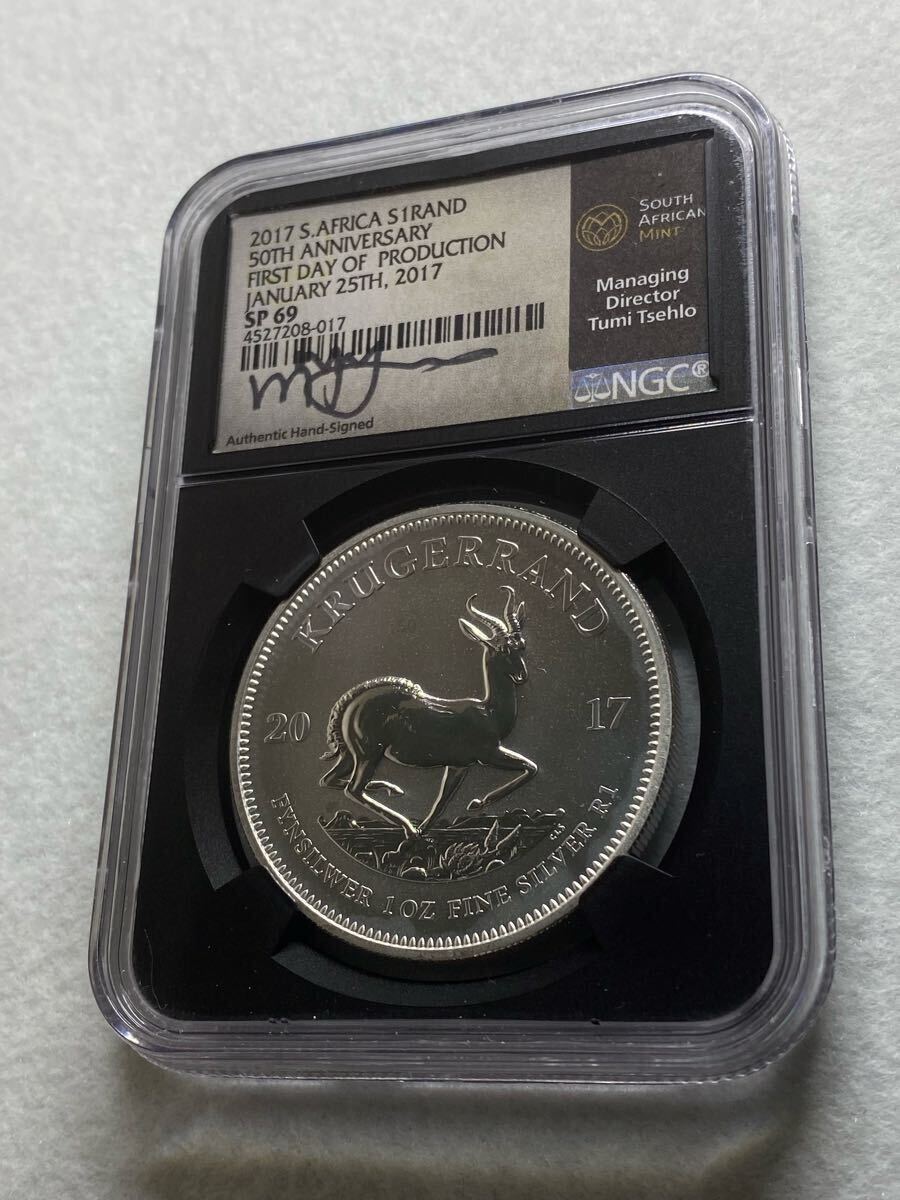 2017 S.AFRICA S1RAND
50TH ANNIVERSARY
FIRST DAY OF PRODUCTION
JANUARY 25TH, 2017
SP 69
4527208-017
Authentic Hand-Signed
SOUTH
AFRICAN
MINT
Managing
Director
Tumi Tsehlo
NGC®
KRUGERRAND
20 17
FYNSILWER 1 OZ FINE SILVER R1